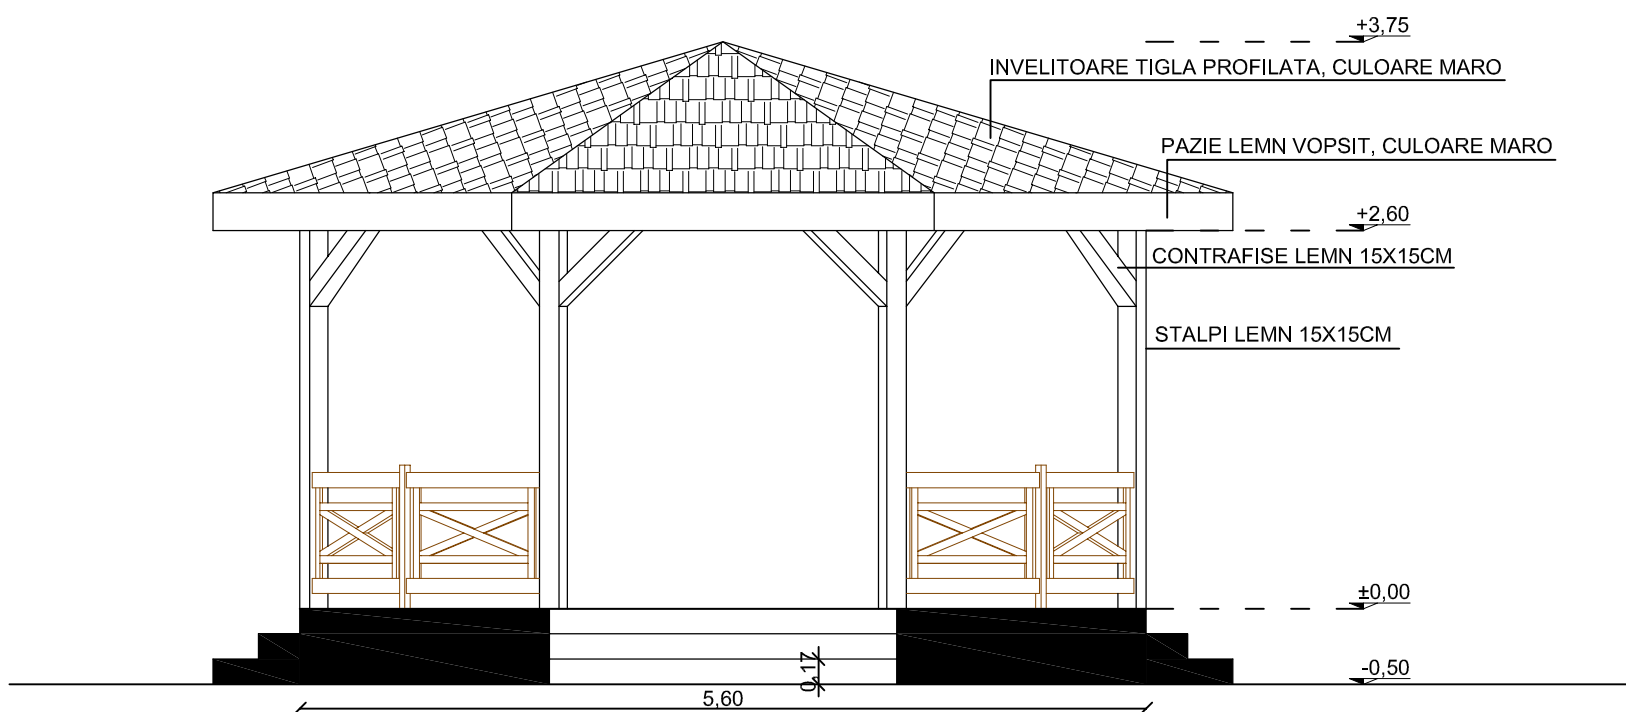 +3,75
INVELITOARE TIGLA PROFILATA, CULOARE MARO
PAZIE LEMN VOPSIT, CULOARE MARO
+2,60
CONTRAFISE LEMN 15X15CM
STALPI LEMN 15X15CM
±0,00
0,17
-0,50
5,60